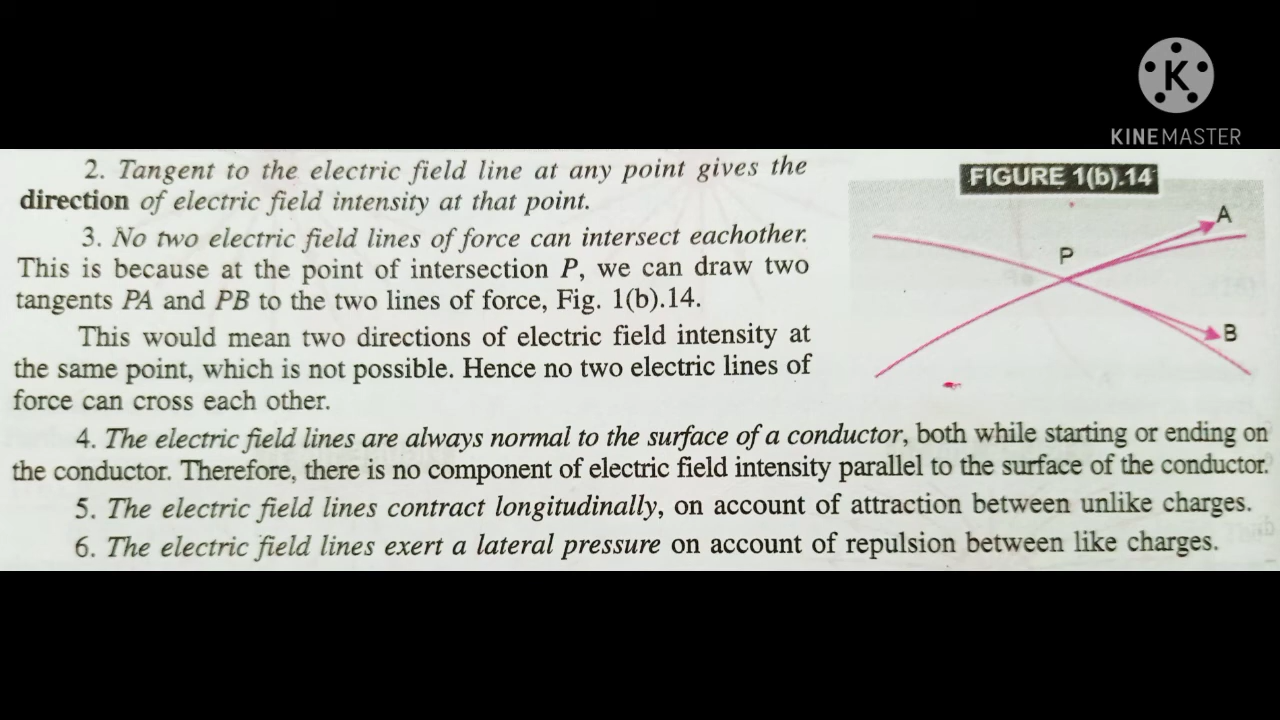 K
KINEMASTER
2. Tangent to the electric field line at any point gives the
direction of electric field intensity at that point.
3. No two electric field lines of force can intersect eachother.
This is because at the point of intersection P, we can draw two
tangents PA and PB to the two lines of force, Fig. 1(b).14.
This would mean two directions of electric field intensity at
the same point, which is not possible. Hence no two electric lines of
force can cross each other.
FIGURE 1(b).14
A
P
B
4. The electric field lines are always normal to the surface of a conductor, both while starting or ending on
the conductor. Therefore, there is no component of electric field intensity parallel to the surface of the conductor.
5. The electric field lines contract longitudinally, on account of attraction between unlike charges.
6. The electric field lines exert a lateral pressure on account of repulsion between like charges.